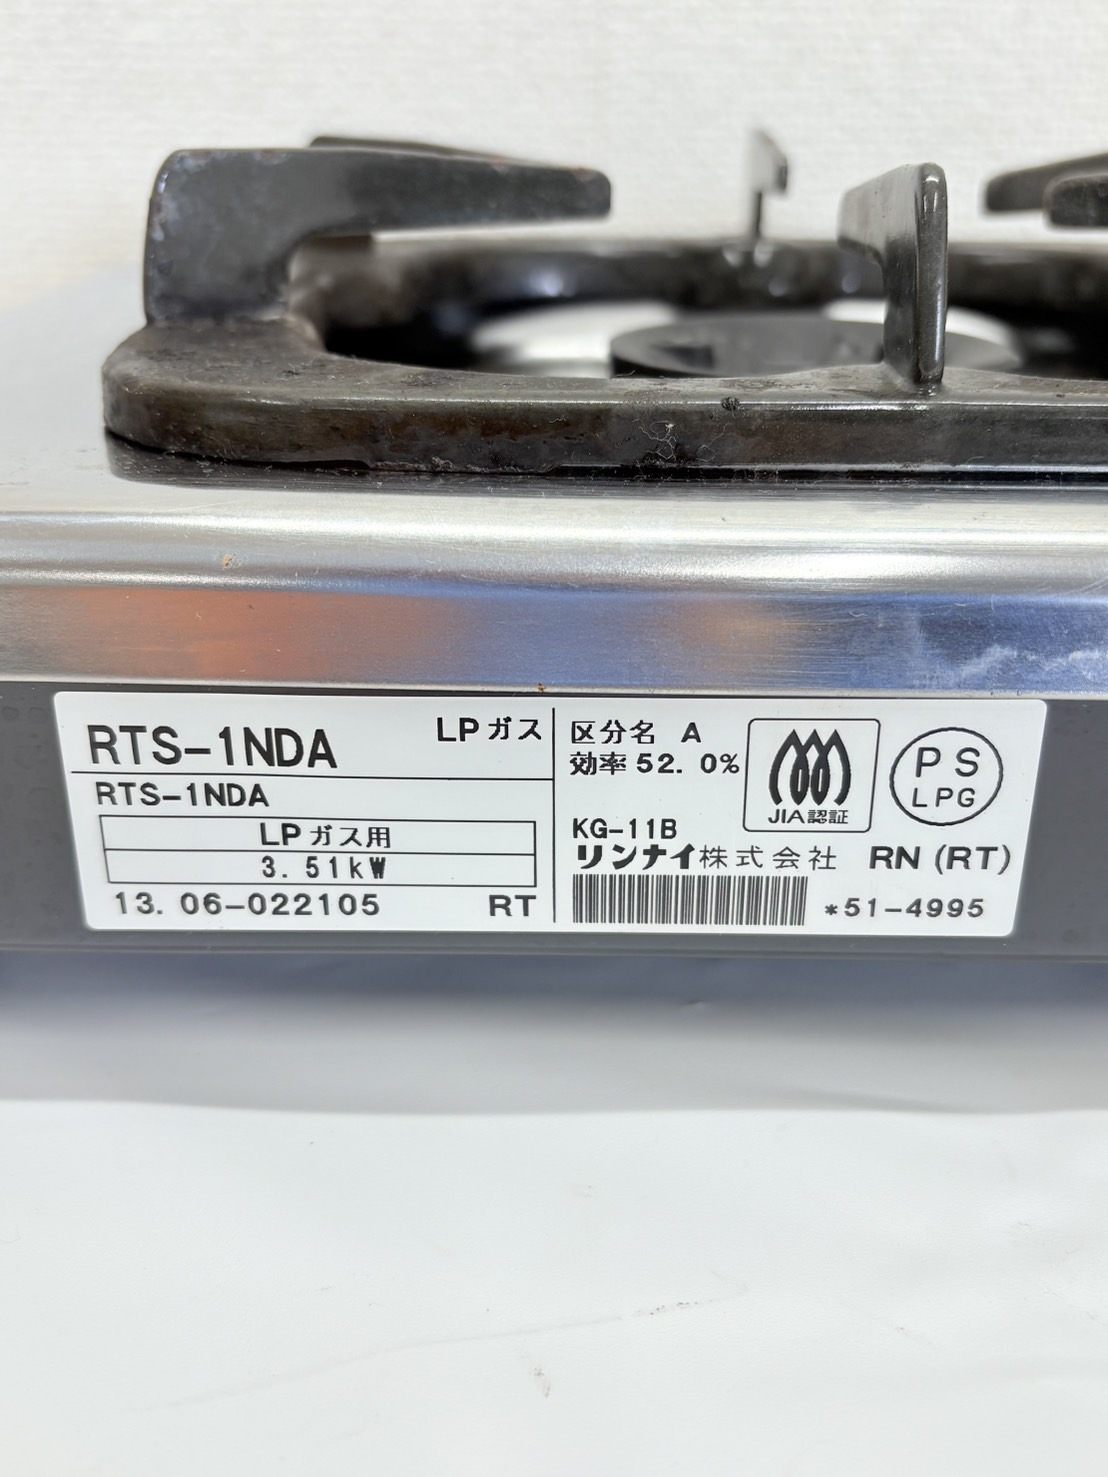 RTS-1NDA
LPガス
RTS-1NDA
LPガス用
3.51kW
13.06-022105
RT
区分名 A
効率 52.0%
JIA認証
PS
LPG
KG-11B
リンナイ株式会社 RN (RT)
*51-4995